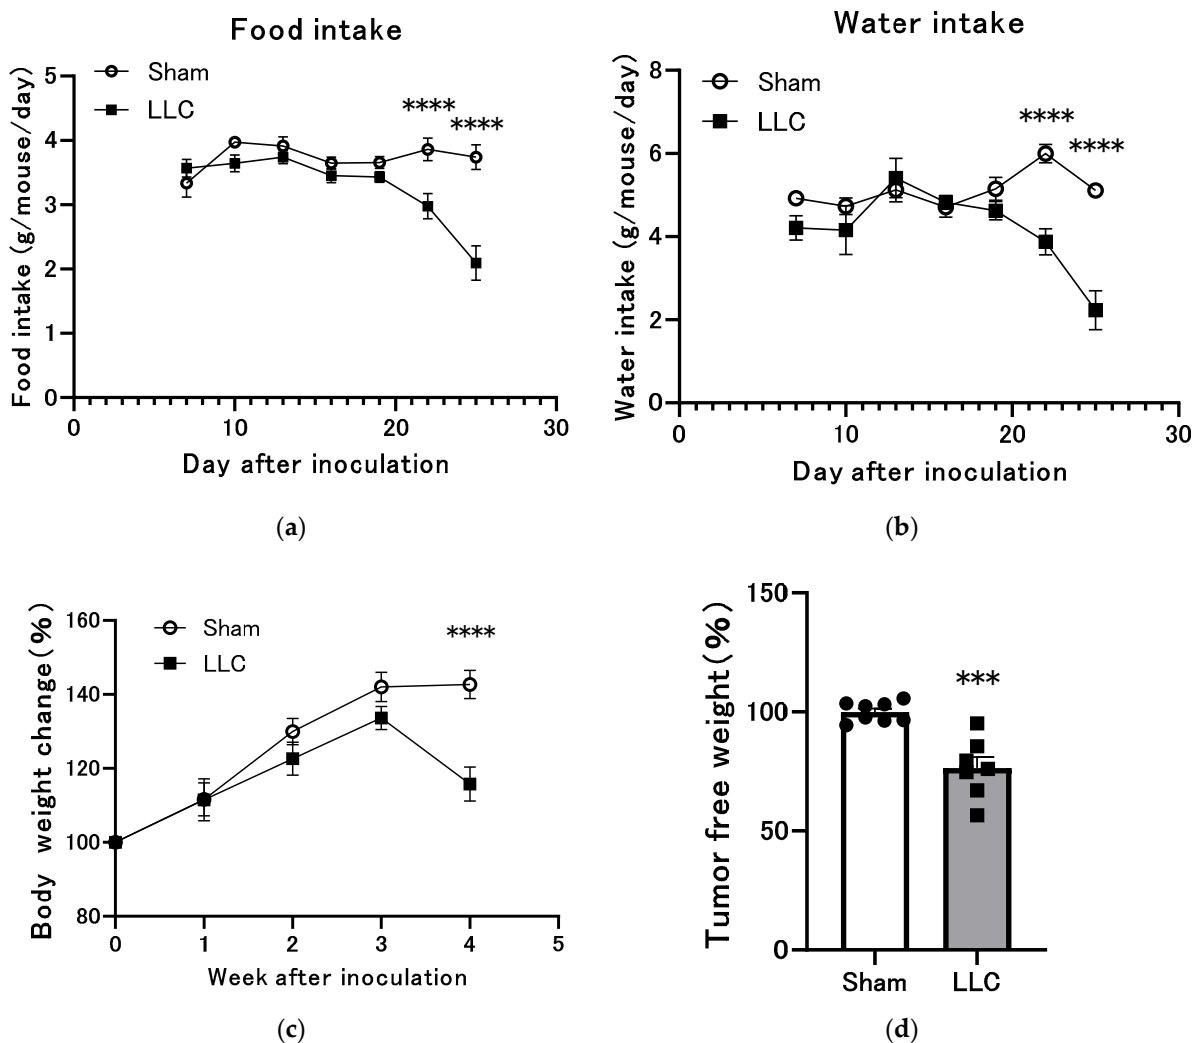 Food intake
Sham
LLC
****
****
Food intake (g/mouse/day)
5
4
3
2
1
0
0 10 20 30
Day after inoculation
(a)
Water intake
Sham
LLC
****
****
Water intake (g/mouse/day)
8
6
4
2
0
0 10 20 30
Day after inoculation
(b)
Sham
LLC
****
Body weight change(%)
160
140
120
100
80
0 1 2 3 4 5
Week after inoculation
(c)
***
Tumor free weight(%)
150
100
50
0
Sham LLC
(d)